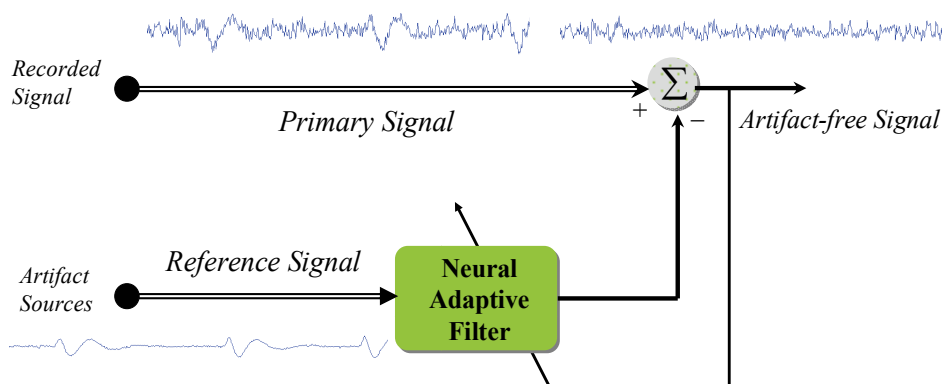 Recorded
Signal
Σ
+
−
Primary Signal
Artifact-free Signal
Artifact
Sources
Reference Signal
Neural
Adaptive
Filter